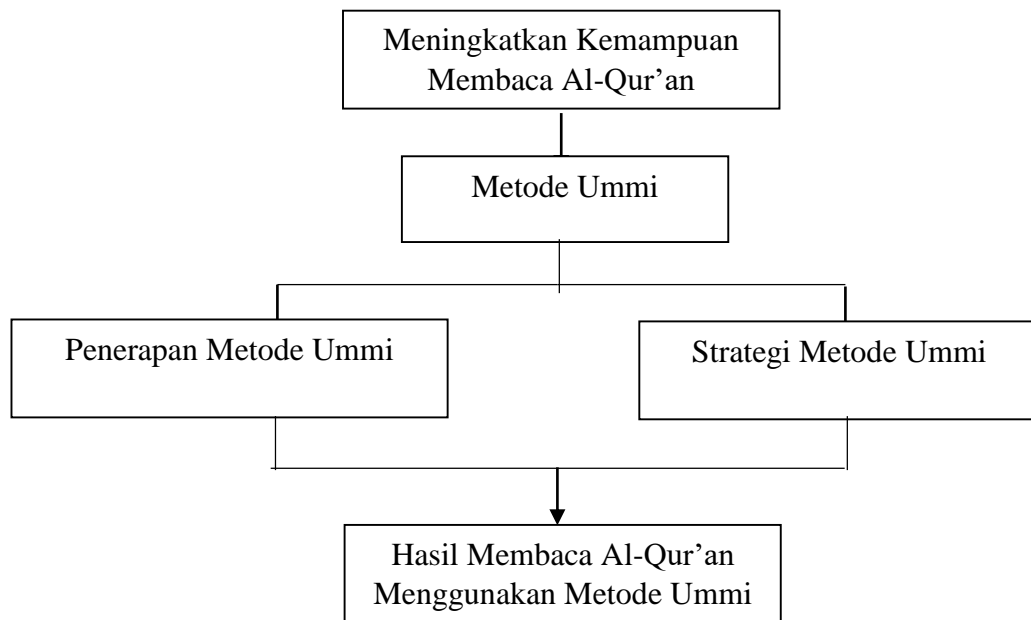 Meningkatkan Kemampuan
Membaca Al-Qur’an
Metode Ummi
Penerapan Metode Ummi
Strategi Metode Ummi
Hasil Membaca Al-Qur’an
Menggunakan Metode Ummi